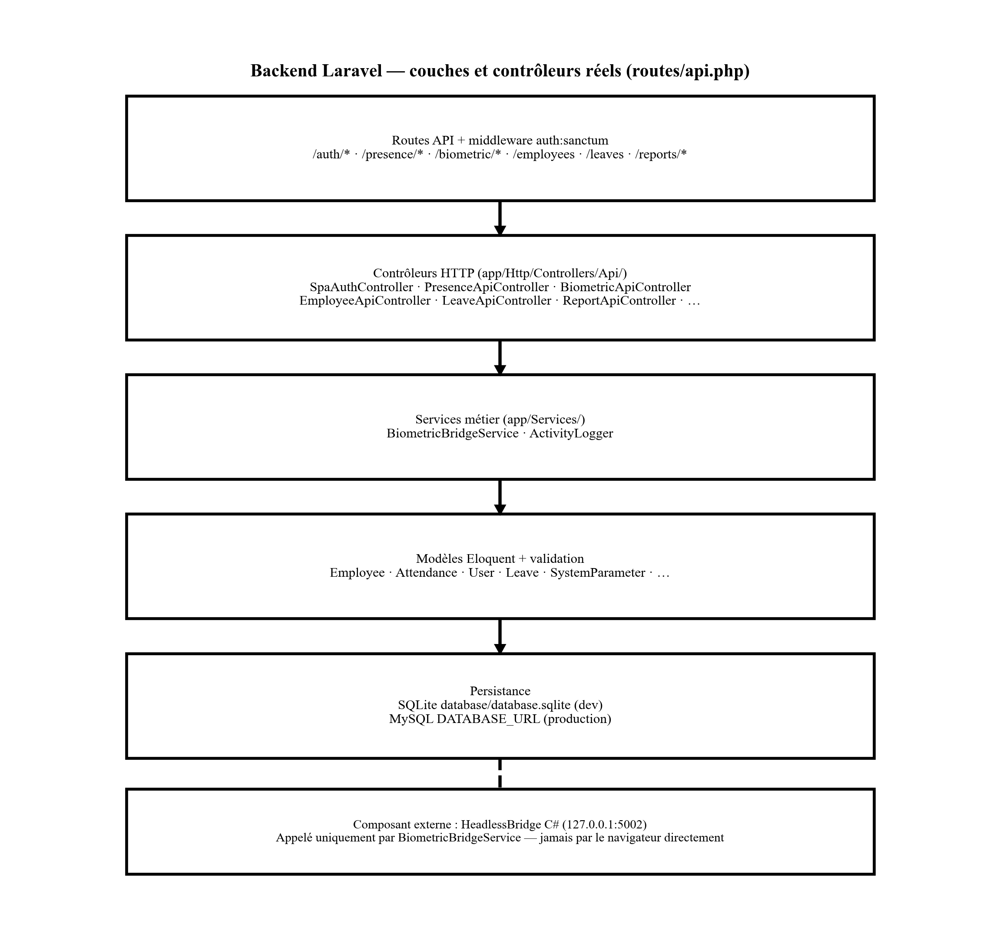 Backend Laravel — couches et contrôleurs réels (routes/api.php)
Routes API + middleware auth:sanctum
/auth/* · /presence/* · /biometric/* · /employees · /leaves · /reports/*
Contrôleurs HTTP (app/Http/Controllers/Api/)
SpaAuthController · PresenceApiController · BiometricApiController
EmployeeApiController · LeaveApiController · ReportApiController · …
Services métier (app/Services/)
BiometricBridgeService · ActivityLogger
Modèles Eloquent + validation
Employee · Attendance · User · Leave · SystemParameter · …
Persistance
SQLite database/database.sqlite (dev)
MySQL DATABASE_URL (production)
Composant externe : HeadlessBridge C# (127.0.0.1:5002)
Appelé uniquement par BiometricBridgeService — jamais par le navigateur directement